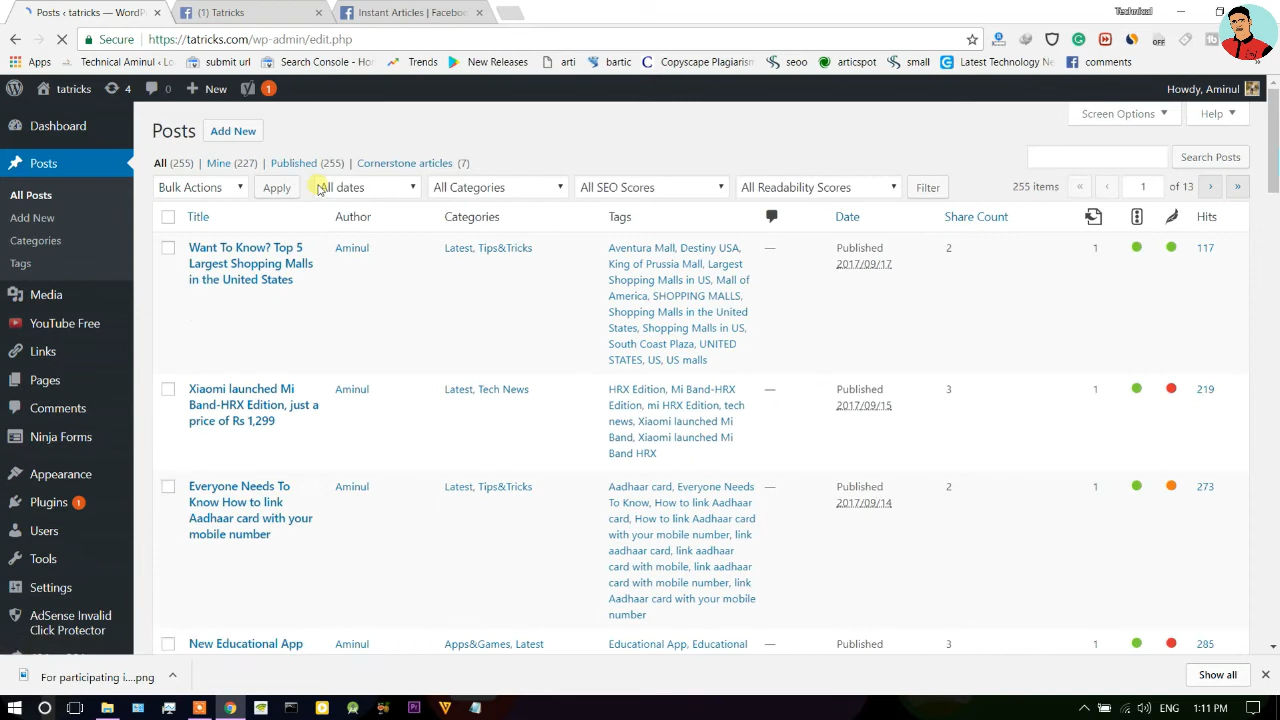 Posts ‹ tatricks — WordPr
(1) Tatricks
Instant Articles | Facebo
Technical
Secure
https://tatricks.com/wp-admin/edit.php
Apps
Technical Aminul - Ho
submit url
Search Console - Ho
Trends
New Releases
arti
bartic
Copyscape Plagiarism
seoo
articspot
small
Latest Technology Ne
comments
tatricks
4
0
New
1
Howdy, Aminul
Dashboard
Posts
All Posts
Add New
Categories
Tags
Media
YouTube Free
Links
Pages
Comments
Ninja Forms
Appearance
Plugins 1
Users
Tools
Settings
AdSense Invalid
Click Protector
Posts
Add New
Screen Options
Help
All (255) | Mine (227) | Published (255) | Cornerstone articles (7)
Search Posts
Bulk Actions
Apply
All dates
All Categories
All SEO Scores
All Readability Scores
Filter
255 items « ‹ 1 of 13 › »
Title
Author
Categories
Tags
Date
Share Count
Hits
Want To Know? Top 5
Largest Shopping Malls
in the United States
Aminul
Latest, Tips&Tricks
Aventura Mall, Destiny USA,
King of Prussia Mall, Largest
Shopping Malls in US, Mall of
America, SHOPPING MALLS,
Shopping Malls in the United
States, Shopping Malls in US,
South Coast Plaza, UNITED
STATES, US, US malls
—
Published
2017/09/17
2
1
117
Xiaomi launched Mi
Band-HRX Edition, just a
price of Rs 1,299
Aminul
Latest, Tech News
HRX Edition, Mi Band-HRX
Edition, mi HRX Edition, tech
news, Xiaomi launched Mi
Band, Xiaomi launched Mi
Band HRX
—
Published
2017/09/15
3
1
219
Everyone Needs To
Know How to link
Aadhaar card with your
mobile number
Aminul
Latest, Tips&Tricks
Aadhaar card, Everyone Needs
To Know, How to link Aadhaar
card, How to link Aadhaar card
with your mobile number, link
aadhaar card, link aadhaar
card with mobile, link aadhaar
card with mobile number, link
Aadhaar card with your mobile
number
—
Published
2017/09/14
2
1
273
New Educational App
Aminul
Apps&Games, Latest
Educational App, Educational
—
Published
3
1
285
For participating i....png
Show all
ENG
1:11 PM